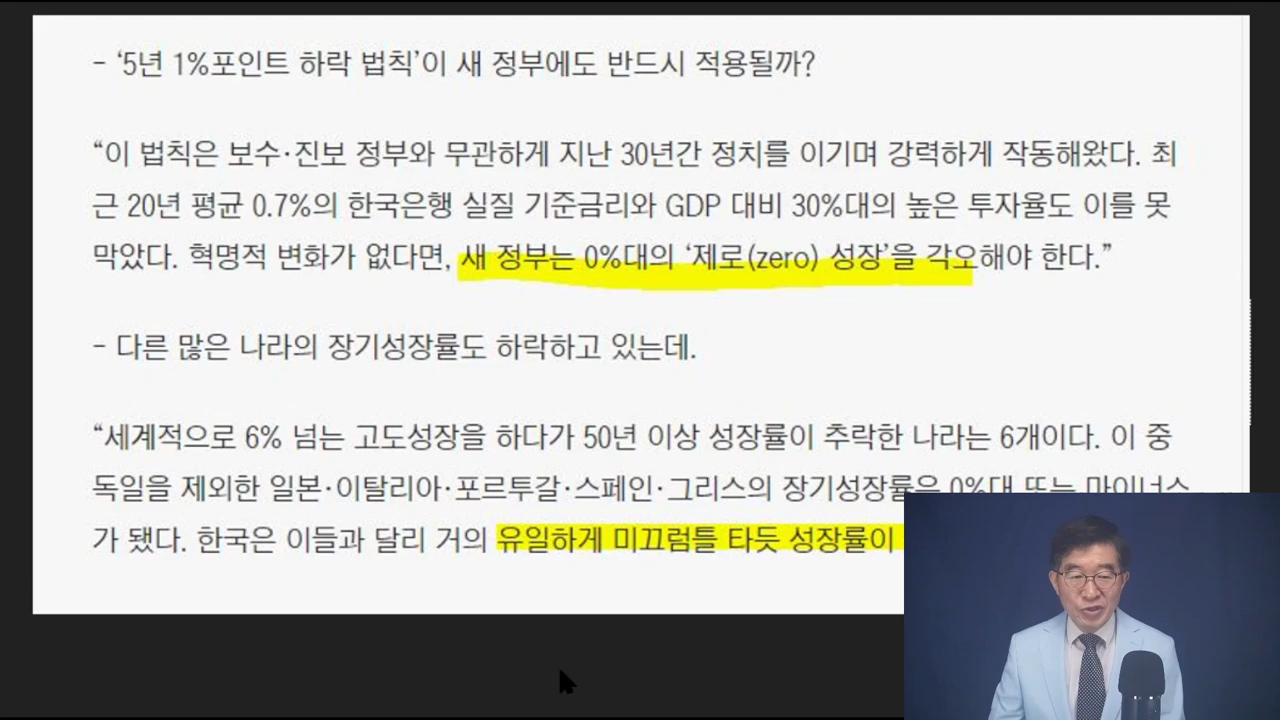 - ‘5년 1%포인트 하락 법칙’이 새 정부에도 반드시 적용될까?
“이 법칙은 보수·진보 정부와 무관하게 지난 30년간 정치를 이기며 강력하게 작동해왔다. 최
근 20년 평균 0.7%의 한국은행 실질 기준금리와 GDP 대비 30%대의 높은 투자율도 이를 못
막았다. 혁명적 변화가 없다면, 새 정부는 0%대의 ‘제로(zero) 성장’을 각오해야 한다.”
- 다른 많은 나라의 장기성장률도 하락하고 있는데.
“세계적으로 6% 넘는 고도성장을 하다가 50년 이상 성장률이 추락한 나라는 6개이다. 이 중
독일을 제외한 일본·이탈리아·포르투갈·스페인·그리스의 장기성장률은 0%대 또는 마이너스
가 됐다. 한국은 이들과 달리 거의 유일하게 미끄럼틀 타듯 성장률이